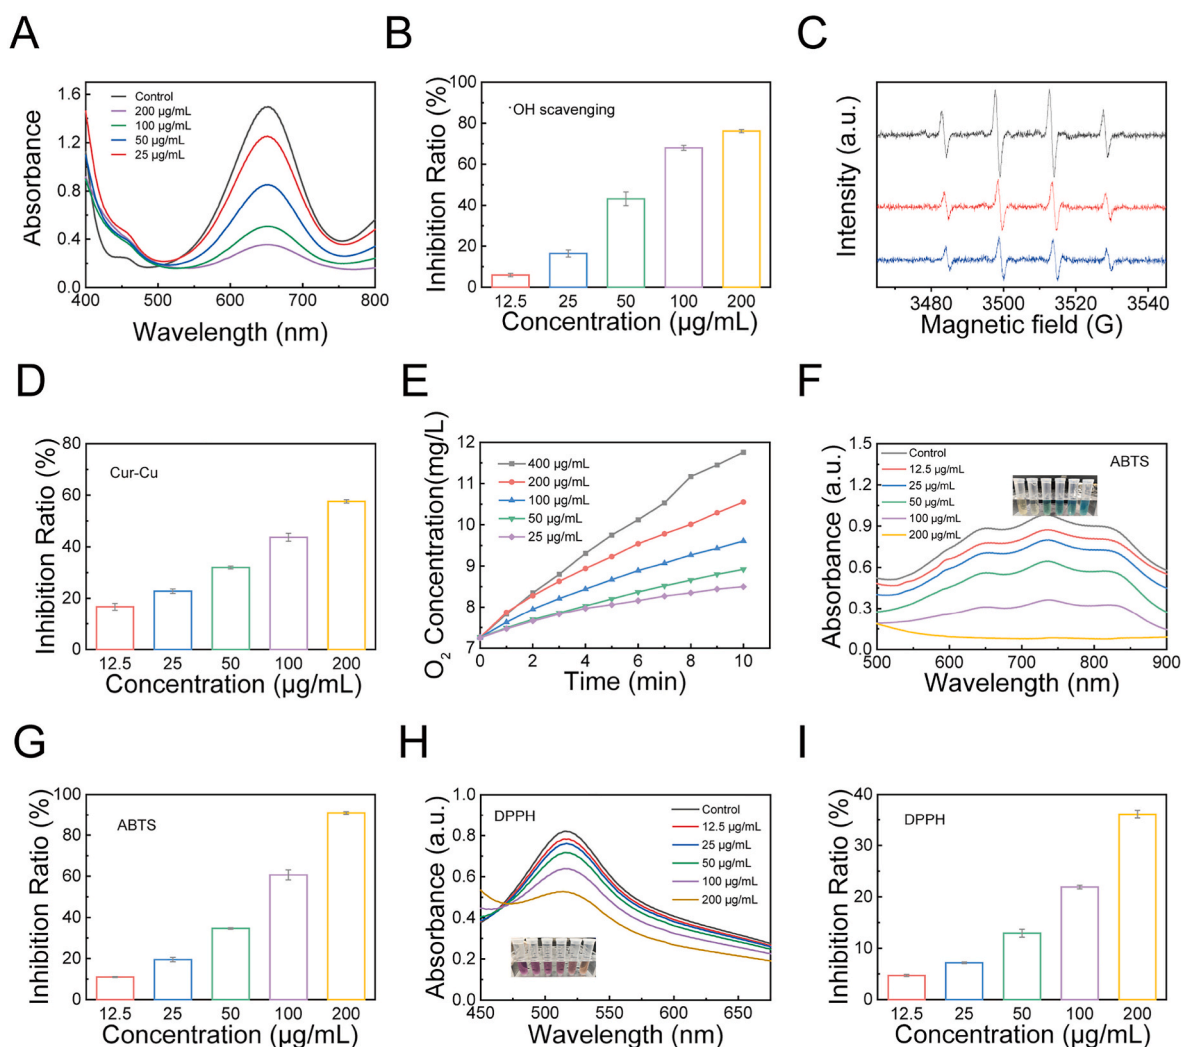 A
B
C
Absorbance
1.6
1.2
0.8
0.4
0.0
Control
200 µg/mL
100 µg/mL
50 µg/mL
25 µg/mL
400 500 600 700 800
Wavelength (nm)
Inhibition Ratio (%)
100
80
60
40
20
0
·OH scavenging
12.5 25 50 100 200
Concentration (µg/mL)
Intensity (a.u.)
3480 3500 3520 3540
Magnetic field (G)
D
E
F
Inhibition Ratio (%)
80
60
40
20
0
Cur-Cu
12.5 25 50 100 200
Concentration (µg/mL)
O2 Concentration(mg/L)
12
11
10
9
8
7
400 µg/mL
200 µg/mL
100 µg/mL
50 µg/mL
25 µg/mL
0 2 4 6 8 10
Time (min)
Absorbance (a.u.)
1.5
1.2
0.9
0.6
0.3
0.0
Control
12.5 µg/mL
25 µg/mL
50 µg/mL
100 µg/mL
200 µg/mL
ABTS
500 600 700 800 900
Wavelength (nm)
G
H
I
Inhibition Ratio (%)
100
80
60
40
20
0
ABTS
12.5 25 50 100 200
Concentration (µg/mL)
Absorbance (a.u.)
1.0
0.8
0.6
0.4
0.2
0.0
DPPH
Control
12.5 µg/mL
25 µg/mL
50 µg/mL
100 µg/mL
200 µg/mL
450 500 550 600 650
Wavelength (nm)
Inhibition Ratio (%)
40
30
20
10
0
DPPH
12.5 25 50 100 200
Concentration (µg/mL)